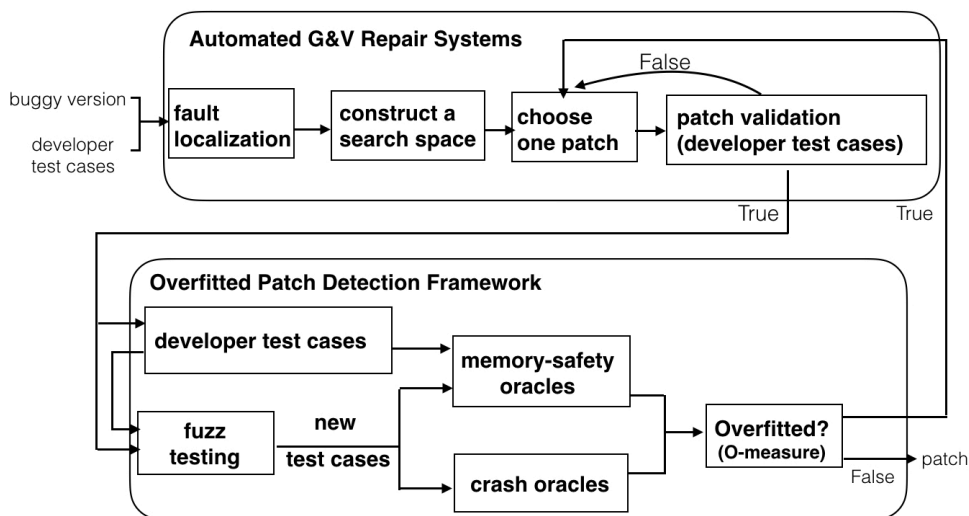 Automated G&V Repair Systems
False
buggy version
developer
test cases
fault
localization
construct a
search space
choose
one patch
patch validation
(developer test cases)
True
True
Overfitted Patch Detection Framework
developer test cases
memory-safety
oracles
fuzz
testing
new
test cases
crash oracles
Overfitted?
(O-measure)
False
patch